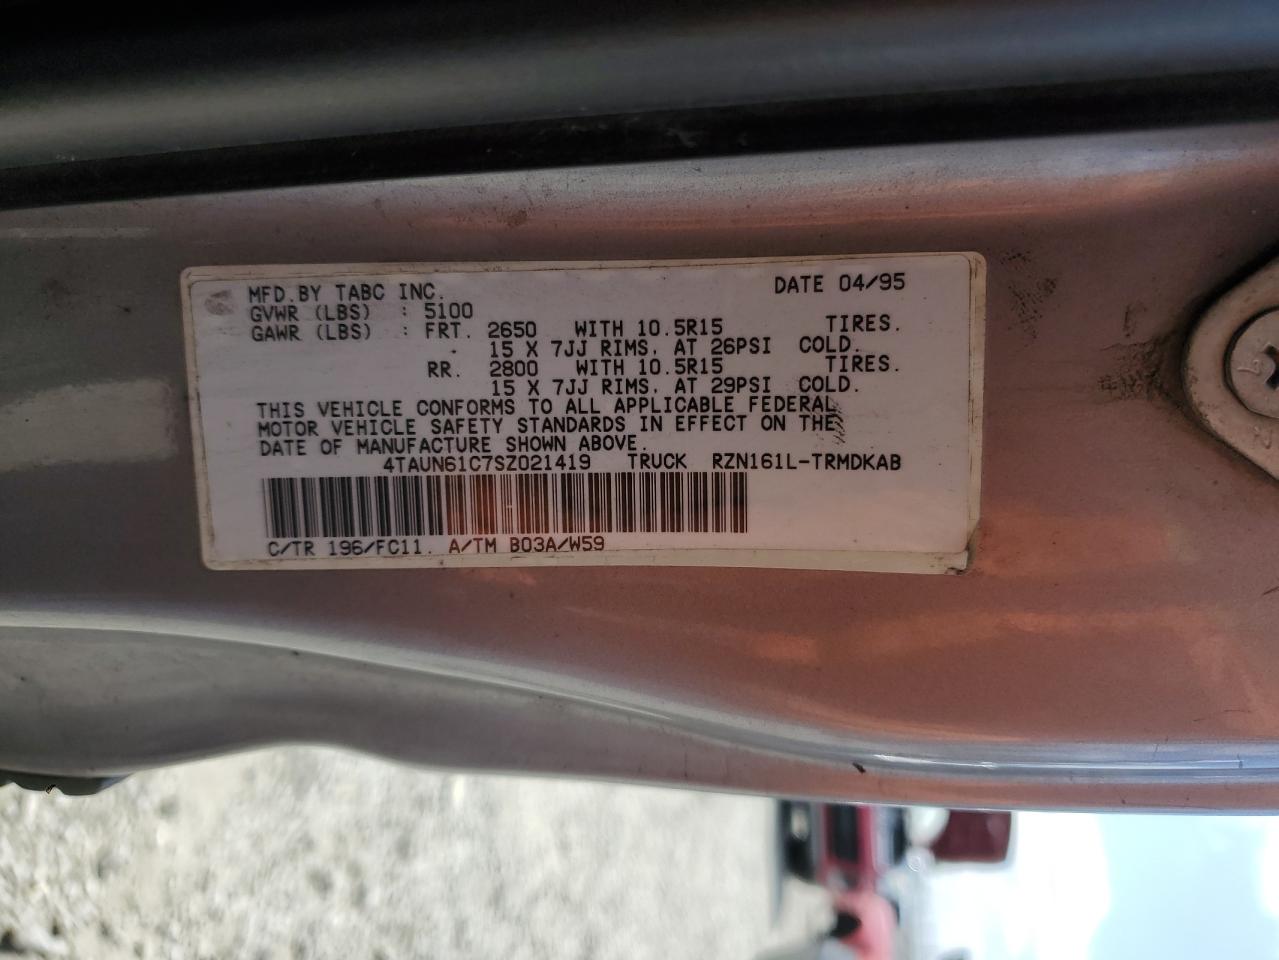 MFD. BY TABC INC. DATE 04/95
GVWR (LBS) : 5100
GAWR (LBS) : FRT. 2650 WITH 10.5R15 TIRES.
15 X 7JJ RIMS. AT 26PSI COLD.
RR. 2800 WITH 10.5R15 TIRES.
15 X 7JJ RIMS. AT 29PSI COLD.
THIS VEHICLE CONFORMS TO ALL APPLICABLE FEDERAL
MOTOR VEHICLE SAFETY STANDARDS IN EFFECT ON THE
DATE OF MANUFACTURE SHOWN ABOVE.
4TAUN61C7SZ021419 TRUCK RZN161L-TRMDKAB
C/TR 196/FC11. A/TM B03A/W59